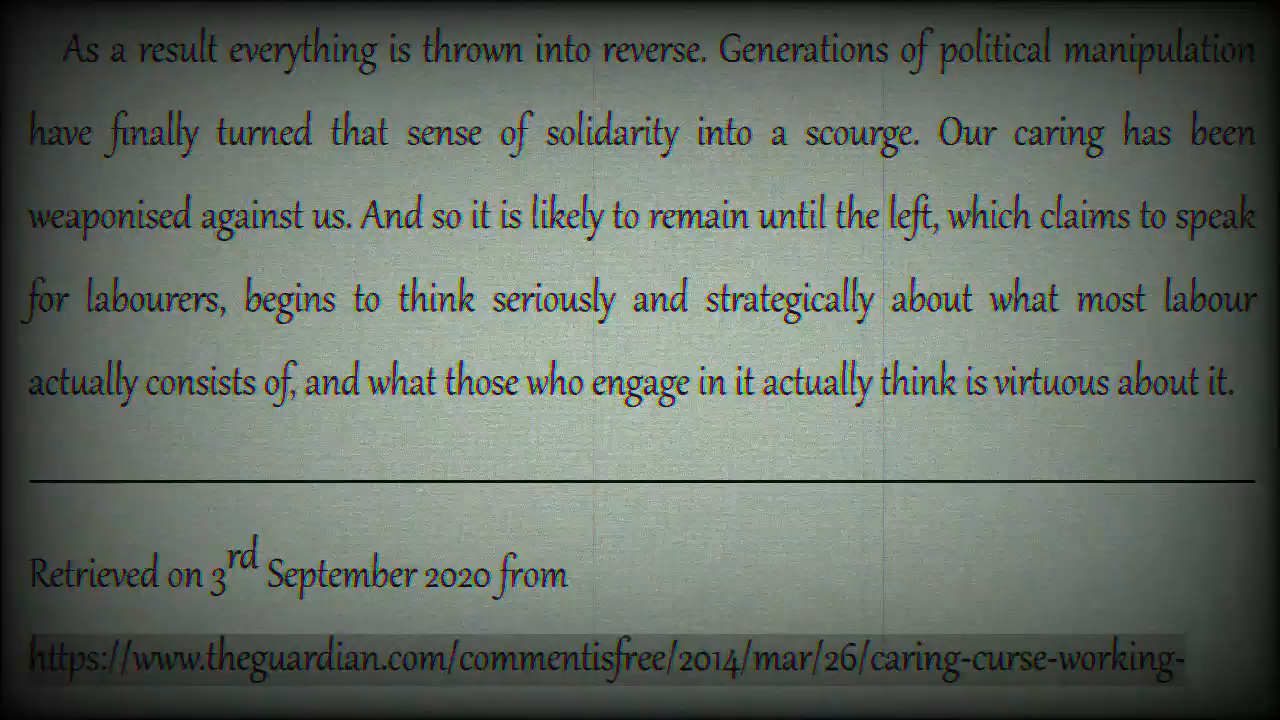 As a result everything is thrown into reverse. Generations of political manipulation
have finally turned that sense of solidarity into a scourge. Our caring has been
weaponised against us. And so it is likely to remain until the left, which claims to speak
for labourers, begins to think seriously and strategically about what most labour
actually consists of, and what those who engage in it actually think is virtuous about it.
Retrieved on 3rd September 2020 from
https://www.theguardian.com/commentisfree/2014/mar/26/caring-curse-working-